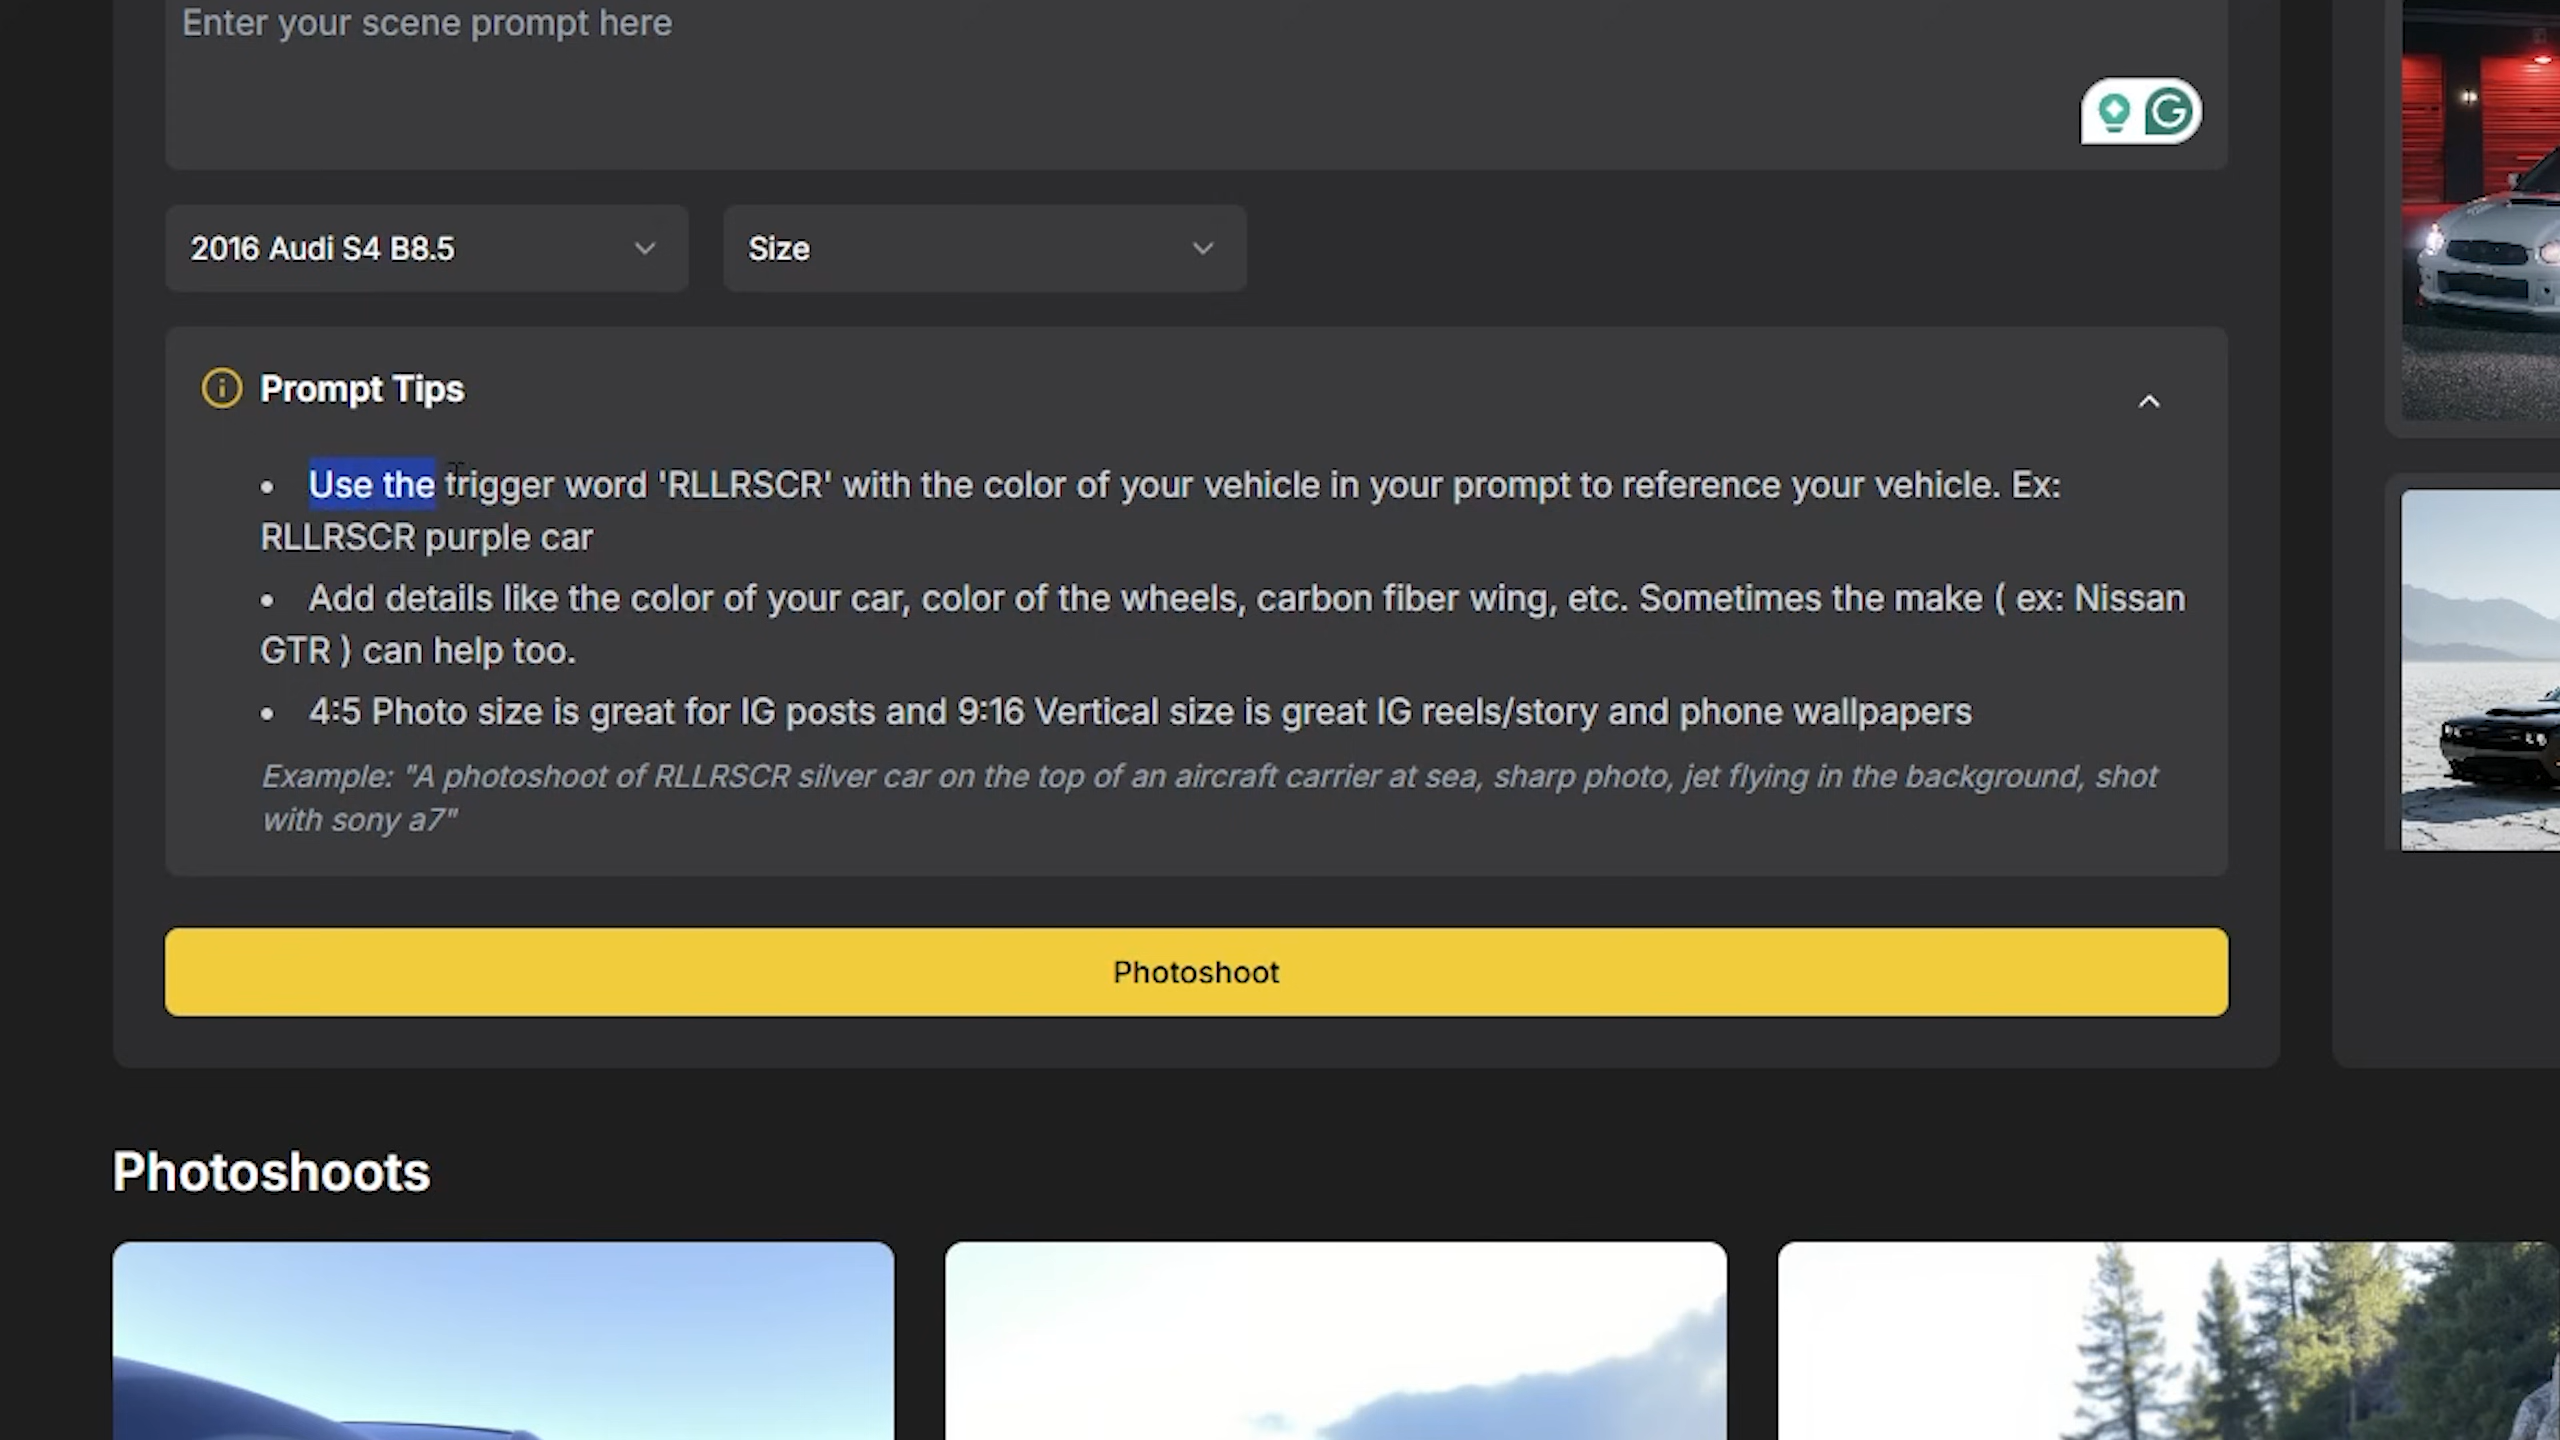 Enter your scene prompt here
2016 Audi S4 B8.5
Size
Prompt Tips
• Use the trigger word 'RLLRSCR' with the color of your vehicle in your prompt to reference your vehicle. Ex:
RLLRSCR purple car
• Add details like the color of your car, color of the wheels, carbon fiber wing, etc. Sometimes the make ( ex: Nissan
GTR ) can help too.
• 4:5 Photo size is great for IG posts and 9:16 Vertical size is great IG reels/story and phone wallpapers
Example: "A photoshoot of RLLRSCR silver car on the top of an aircraft carrier at sea, sharp photo, jet flying in the background, shot
with sony a7"
Photoshoot
Photoshoots